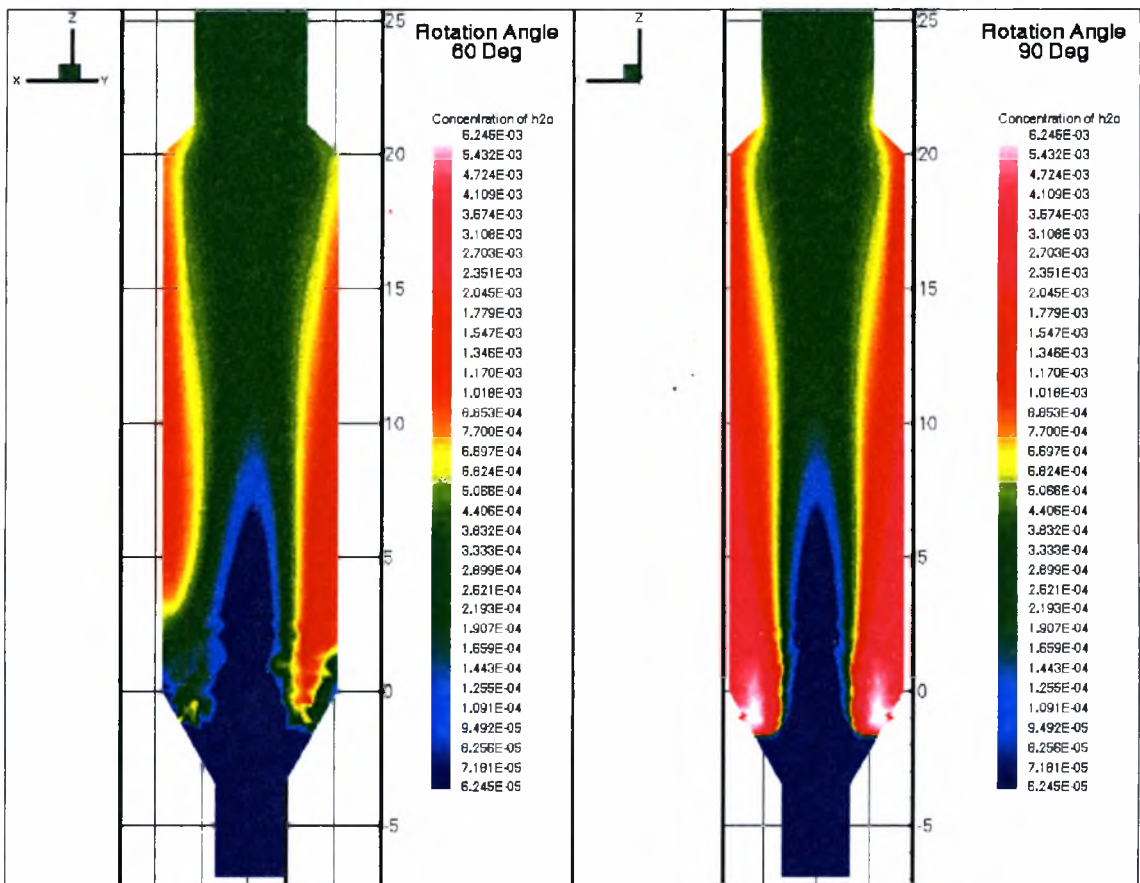 Z
X
Y
Rotation Angle
60 Deg
Concentration of h2o
6.245E-03
5.432E-03
4.724E-03
4.109E-03
3.574E-03
3.108E-03
2.703E-03
2.351E-03
2.045E-03
1.779E-03
1.547E-03
1.346E-03
1.170E-03
1.018E-03
8.853E-04
7.700E-04
6.697E-04
5.824E-04
5.066E-04
4.406E-04
3.832E-04
3.333E-04
2.899E-04
2.521E-04
2.193E-04
1.907E-04
1.659E-04
1.443E-04
1.255E-04
1.091E-04
9.492E-05
8.256E-05
7.181E-05
6.245E-05
25
20
15
10
5
0
-5
Z
Rotation Angle
90 Deg
Concentration of h2o
6.245E-03
5.432E-03
4.724E-03
4.109E-03
3.574E-03
3.108E-03
2.703E-03
2.351E-03
2.045E-03
1.779E-03
1.547E-03
1.346E-03
1.170E-03
1.018E-03
8.853E-04
7.700E-04
6.697E-04
5.824E-04
5.066E-04
4.406E-04
3.832E-04
3.333E-04
2.899E-04
2.521E-04
2.193E-04
1.907E-04
1.659E-04
1.443E-04
1.255E-04
1.091E-04
9.492E-05
8.256E-05
7.181E-05
6.245E-05
25
20
15
10
5
0
-5